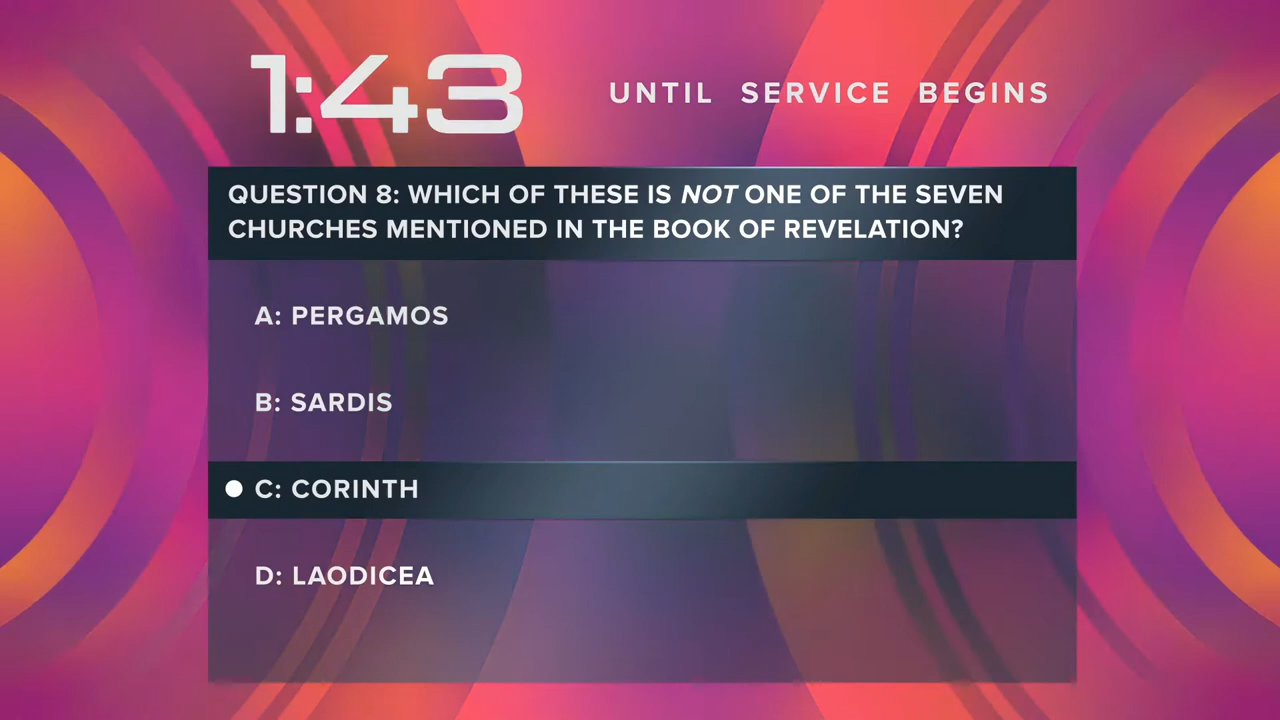 1:43
UNTIL SERVICE BEGINS
QUESTION 8: WHICH OF THESE IS NOT ONE OF THE SEVEN
CHURCHES MENTIONED IN THE BOOK OF REVELATION?
A: PERGAMOS
B: SARDIS
C: CORINTH
D: LAODICEA